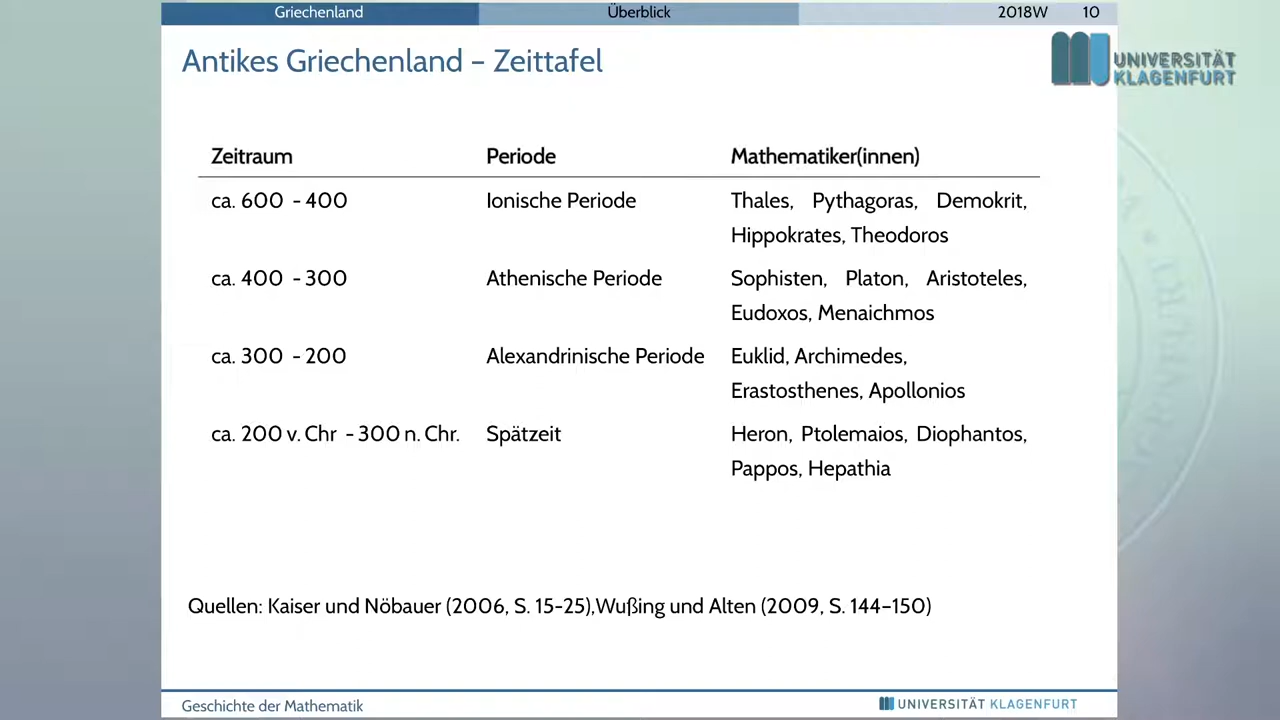 Griechenland Überblick 2018W 10
Antikes Griechenland – Zeittafel
UNIVERSITÄT
KLAGENFURT
Zeitraum Periode Mathematiker(innen)
ca. 600 - 400 Ionische Periode Thales, Pythagoras, Demokrit,
Hippokrates, Theodoros
ca. 400 - 300 Athenische Periode Sophisten, Platon, Aristoteles,
Eudoxos, Menaichmos
ca. 300 - 200 Alexandrinische Periode Euklid, Archimedes,
Erastosthenes, Apollonios
ca. 200 v. Chr - 300 n. Chr. Spätzeit Heron, Ptolemaios, Diophantos,
Pappos, Hepathia
Quellen: Kaiser und Nöbauer (2006, S. 15-25),Wußing und Alten (2009, S. 144–150)
Geschichte der Mathematik UNIVERSITÄT KLAGENFURT